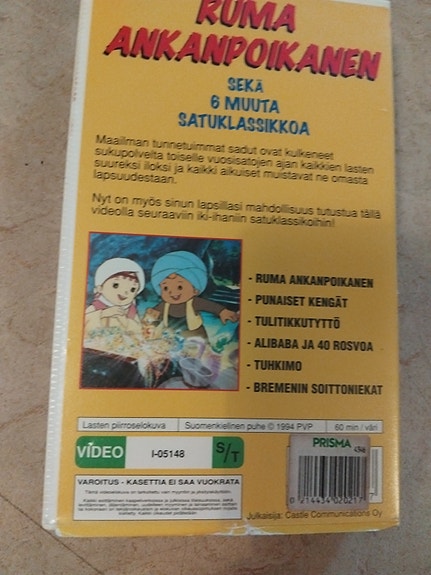 RUMA
ANKANPOIKANEN
SEKÄ
6 MUUTA
SATUKLASSIKKOA
Maailman tunnetuimmat sadut ovat kulkeneet
sukupolvelta toiselle vuosisatojen ajan kaikkien lasten
suureksi iloksi ja kaikki aikuiset muistavat ne omasta
lapsuudestaan.
Nyt on myös sinun lapsillasi mahdollisuus tutustua tällä
videolla seuraaviin iki-ihaniin satuklassikoihin!
- RUMA ANKANPOIKANEN
- PUNAISET KENGÄT
- TULITIKKUTYTTÖ
- ALIBABA JA 40 ROSVOA
- TUHKIMO
- BREMENIN SOITTONIEKAT
Lasten piirroselokuva
Suomenkielinen puhe © 1994 PVP
60 min / väri
VIDEO
I-05148
S/T
PRISMA
VAROITUS - KASETTIA EI SAA VUOKRATA
Julkaisija: Castle Communications Oy